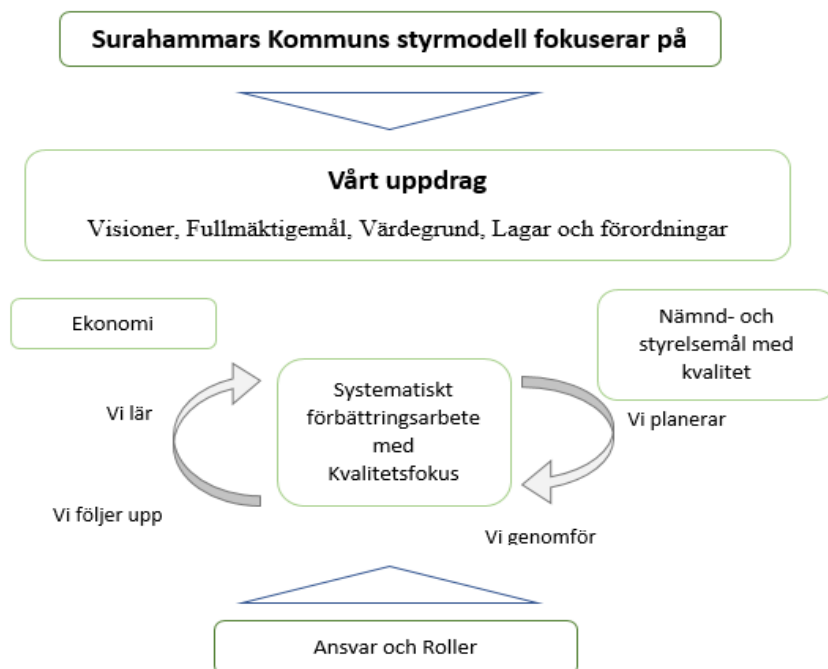 Surahammars Kommuns styrmodell fokuserar på
Vårt uppdrag
Visioner, Fullmäktigemål, Värdegrund, Lagar och förordningar
Ekonomi
Nämnd- och
styrelsemål med
kvalitet
Systematiskt
förbättringsarbete
med
Kvalitetsfokus
Vi lär
Vi planerar
Vi följer upp
Vi genomför
Ansvar och Roller